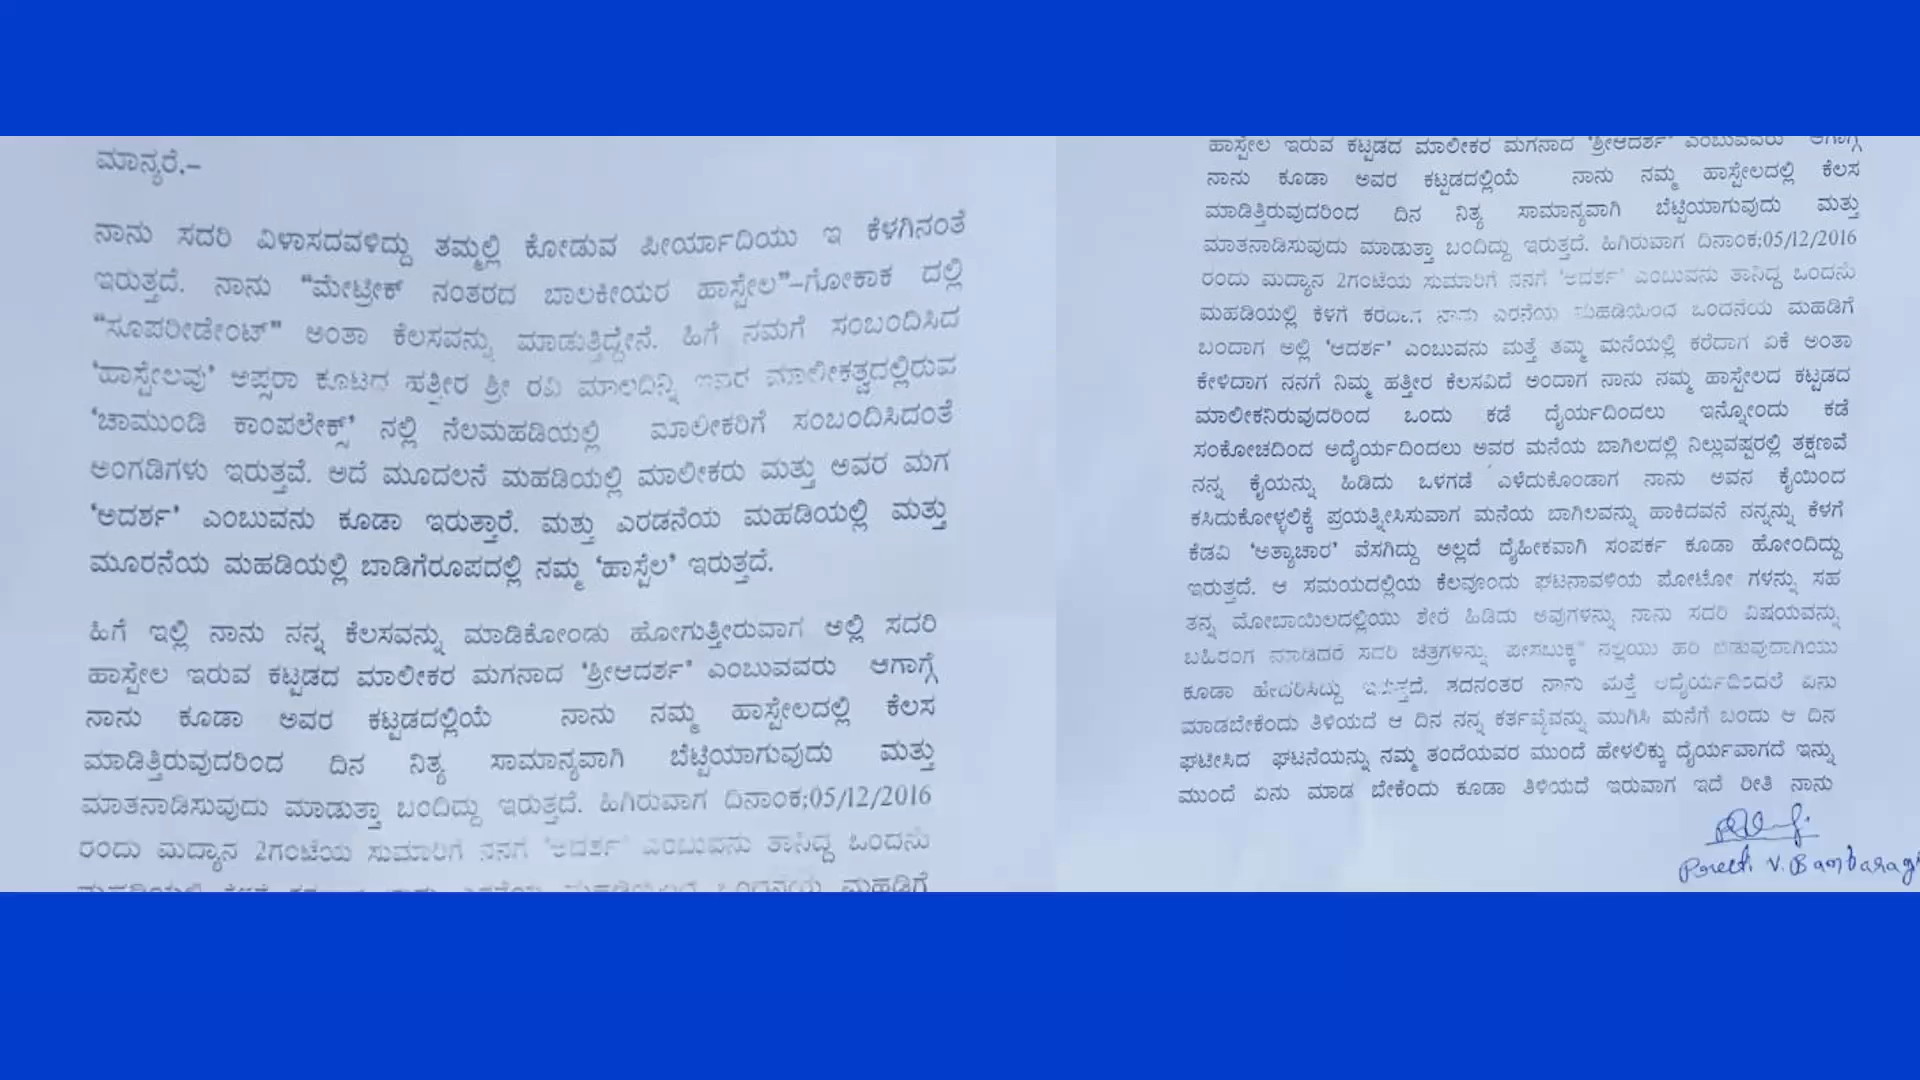 ಮಾನ್ಯರೆ,–
ನಾನು ಸದರಿ ವಿಳಾಸದವಳಿದ್ದು ತಮ್ಮಲ್ಲಿ ಕೋಡುವ ಪೀರ್ಯಾದಿಯು ಇ ಕೆಳಗಿನಂತೆ
ಇರುತ್ತದೆ. ನಾನು "ಮೇಟ್ರೀಕ್ ನಂತರದ ಬಾಲಕೀಯರ ಹಾಸ್ಟೇಲ"–ಗೋಕಾಕ ದಲ್ಲಿ
"ಸೂಪರೀಡೇಂಟ್" ಅಂತಾ ಕೆಲಸವನ್ನು ಮಾಡುತ್ತಿದ್ದೇನೆ. ಹಿಗೆ ನಮಗೆ ಸಂಬಂದಿಸಿದ
'ಹಾಸ್ಟೇಲವು' ಅಪ್ಸರಾ ಕೂಟದ ಹತ್ತೀರ ಶ್ರೀ ರವಿ ಮಾಲದಿನ್ನಿ ಇವರ ಮಾಲೀಕತ್ವದಲ್ಲಿರುವ
'ಚಾಮುಂಡಿ ಕಾಂಪಲೇಕ್ಸ್' ನಲ್ಲಿ ನೆಲಮಹಡಿಯಲ್ಲಿ ಮಾಲೀಕರಿಗೆ ಸಂಬಂದಿಸಿದಂತೆ
ಅಂಗಡಿಗಳು ಇರುತ್ತವೆ. ಅದೆ ಮೂದಲನೆ ಮಹಡಿಯಲ್ಲಿ ಮಾಲೀಕರು ಮತ್ತು ಅವರ ಮಗ
'ಅದರ್ಶ' ಎಂಬುವನು ಕೂಡಾ ಇರುತ್ತಾರೆ. ಮತ್ತು ಎರಡನೆಯ ಮಹಡಿಯಲ್ಲಿ ಮತ್ತು
ಮೂರನೆಯ ಮಹಡಿಯಲ್ಲಿ ಬಾಡಿಗೆರೂಪದಲ್ಲಿ ನಮ್ಮ 'ಹಾಸ್ಟೆಲ' ಇರುತ್ತದೆ.
ಹಿಗೆ ಇಲ್ಲಿ ನಾನು ನನ್ನ ಕೆಲಸವನ್ನು ಮಾಡಿಕೋಂಡು ಹೋಗುತ್ತೀರುವಾಗ ಅಲ್ಲಿ ಸದರಿ
ಹಾಸ್ಟೇಲ ಇರುವ ಕಟ್ಟಡದ ಮಾಲೀಕರ ಮಗನಾದ 'ಶ್ರೀಆದರ್ಶ' ಎಂಬುವವರು ಆಗಾಗ್ಗೆ
ನಾನು ಕೂಡಾ ಅವರ ಕಟ್ಟಡದಲ್ಲಿಯೆ ನಾನು ನಮ್ಮ ಹಾಸ್ಟೇಲದಲ್ಲಿ ಕೆಲಸ
ಮಾಡಿತ್ತಿರುವುದರಿಂದ ದಿನ ನಿತ್ಯ ಸಾಮಾನ್ಯವಾಗಿ ಬೆಟ್ಟಿಯಾಗುವುದು ಮತ್ತು
ಮಾತನಾಡಿಸುವುದು ಮಾಡುತ್ತಾ ಬಂದಿದ್ದು ಇರುತ್ತದೆ. ಹಿಗಿರುವಾಗ ದಿನಾಂಕ;05/12/2016
ರಂದು ಮದ್ಯಾನ 2ಗಂಟೆಯ ಸುಮಾರಿಗೆ ನನಗೆ 'ಆದರ್ಶ' ಎಂಬುವನು ತಾನಿದ್ದ ಒಂದನು
ಮಹಡಿಗೆ
ಹಾಸ್ಟೇಲ ಇರುವ ಕಟ್ಟಡದ ಮಾಲೀಕರ ಮಗನಾದ 'ಶ್ರೀಆದರ್ಶ' ಎಂಬುವವರು ಆಗಾಗ್ಗೆ
ನಾನು ಕೂಡಾ ಅವರ ಕಟ್ಟಡದಲ್ಲಿಯೆ ನಾನು ನಮ್ಮ ಹಾಸ್ಟೇಲದಲ್ಲಿ ಕೆಲಸ
ಮಾಡಿತ್ತಿರುವುದರಿಂದ ದಿನ ನಿತ್ಯ ಸಾಮಾನ್ಯವಾಗಿ ಬೆಟ್ಟಿಯಾಗುವುದು ಮತ್ತು
ಮಾತನಾಡಿಸುವುದು ಮಾಡುತ್ತಾ ಬಂದಿದ್ದು ಇರುತ್ತದೆ. ಹಿಗಿರುವಾಗ ದಿನಾಂಕ;05/12/2016
ರಂದು ಮದ್ಯಾನ 2ಗಂಟೆಯ ಸುಮಾರಿಗೆ ನನಗೆ 'ಆದರ್ಶ' ಎಂಬುವನು ತಾನಿದ್ದ ಒಂದನು
ಮಹಡಿಯಲ್ಲಿ ಕೆಳಗೆ ಕರೆದಾಗ ನಾನು ಎರನೆಯ ಮಹಡಿಯಿಂದ ಒಂದನೆಯ ಮಹಡಿಗೆ
ಬಂದಾಗ ಅಲ್ಲಿ 'ಆದರ್ಶ' ಎಂಬುವನು ಮತ್ತೆ ತಮ್ಮ ಮನೆಯಲ್ಲಿ ಕರೆದಾಗ ಏಕೆ ಅಂತಾ
ಕೇಳಿದಾಗ ನನಗೆ ನಿಮ್ಮ ಹತ್ತೀರ ಕೆಲಸವಿದೆ ಅಂದಾಗ ನಾನು ನಮ್ಮ ಹಾಸ್ಟೇಲದ ಕಟ್ಟಡದ
ಮಾಲೀಕನಿರುವುದರಿಂದ ಒಂದು ಕಡೆ ದೈರ್ಯದಿಂದಲು ಇನ್ನೋಂದು ಕಡೆ
ಸಂಕೋಚದಿಂದ ಅದೈರ್ಯದಿಂದಲು ಅವರ ಮನೆಯ ಬಾಗಿಲದಲ್ಲಿ ನಿಲ್ಲುವಷ್ಟರಲ್ಲಿ ತಕ್ಷಣವೆ
ನನ್ನ ಕೈಯನ್ನು ಹಿಡಿದು ಒಳಗಡೆ ಎಳೆದುಕೊಂಡಾಗ ನಾನು ಅವನ ಕೈಯಿಂದ
ಕಸಿದುಕೋಳ್ಳಲಿಕ್ಕೆ ಪ್ರಯತ್ನೀಸಿಸುವಾಗ ಮನೆಯ ಬಾಗಿಲವನ್ನು ಹಾಕಿದವನೆ ನನ್ನನ್ನು ಕೆಳಗೆ
ಕೆಡವಿ 'ಅತ್ಯಾಚಾರ' ವೆಸಗಿದ್ದು ಅಲ್ಲದೆ ದೈಹೀಕವಾಗಿ ಸಂಪರ್ಕ ಕೂಡಾ ಹೋಂದಿದ್ದು
ಇರುತ್ತದೆ. ಆ ಸಮಯದಲ್ಲಿಯ ಕೆಲವೂಂದು ಘಟನಾವಳಿಯ ಪೋಟೋ ಗಳನ್ನು ಸಹ
ತನ್ನ ಮೋಬಾಯಿಲದಲ್ಲಿಯು ಶೇರೆ ಹಿಡಿದು ಅವುಗಳನ್ನು ನಾನು ಸದರಿ ವಿಷಯವನ್ನು
ಬಹಿರಂಗ ಮಾಡಿದರೆ ಸದರಿ ಚಿತ್ರಗಳನ್ನು ನಲ್ಲಿಯು ಹರಿ ಬಿಡುವುದಾಗಿಯು
ಕೂಡಾ ಹೇದರಿಸಿದ್ದು ಇರುತ್ತದೆ. ತದನಂತರ ನಾನು ಮತ್ತೆ ಅದೈರ್ಯದಿಂದಲೆ ಏನು
ಮಾಡಬೇಕೆಂದು ತಿಳಿಯದೆ ಆ ದಿನ ನನ್ನ ಕರ್ತವ್ಯವನ್ನು ಮುಗಿಸಿ ಮನೆಗೆ ಬಂದು ಆ ದಿನ
ಘಟೀಸಿದ ಘಟನೆಯನ್ನು ನಮ್ಮ ತಂದೆಯವರ ಮುಂದೆ ಹೇಳಲಿಕ್ಕು ದೈರ್ಯವಾಗದೆ ಇನ್ನು
ಮುಂದೆ ಏನು ಮಾಡ ಬೇಕೆಂದು ಕೂಡಾ ತಿಳಿಯದೆ ಇರುವಾಗ ಇದೆ ರೀತಿ ನಾನು
Preeti V. Bambaragi